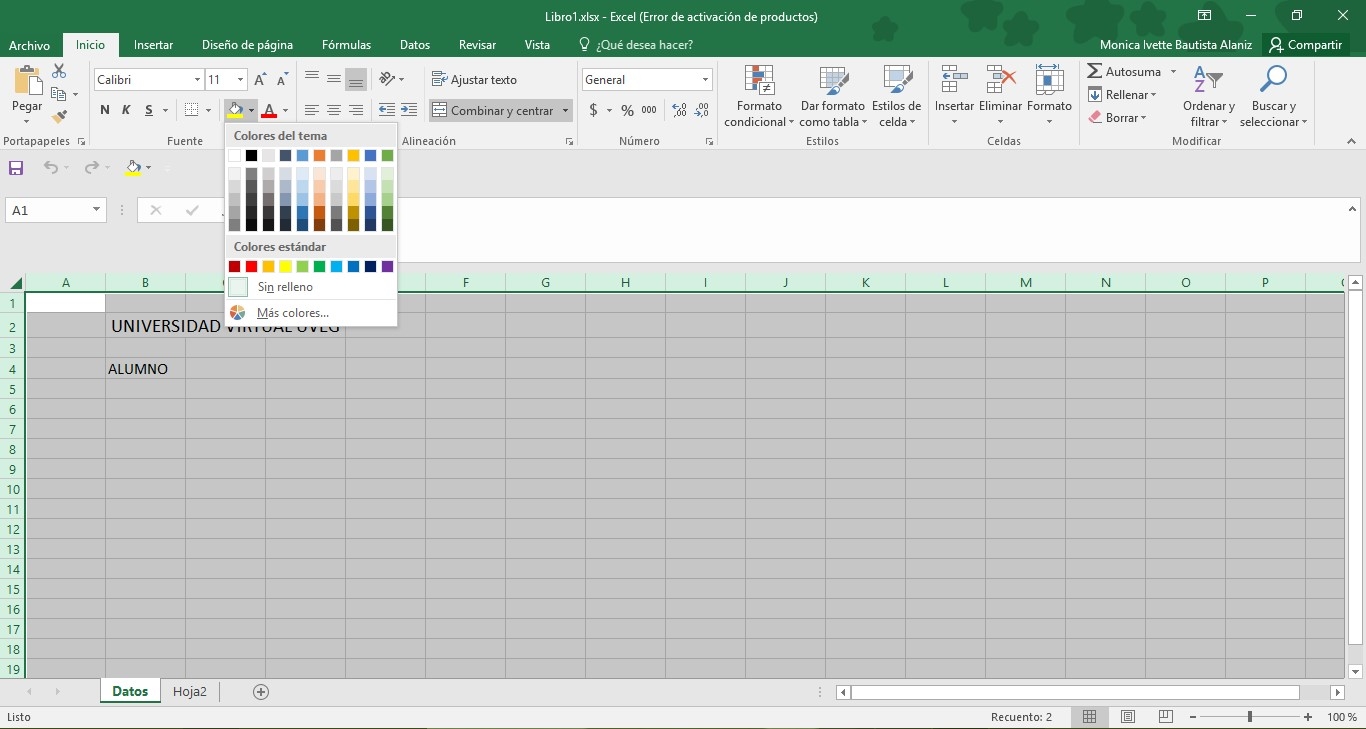 Libro1.xlsx - Excel (Error de activación de productos)
Archivo Inicio Insertar Diseño de página Fórmulas Datos Revisar Vista ¿Qué desea hacer? Monica Ivette Bautista Alaniz Compartir
Calibri 11 Ajustar texto General Autosuma
Pegar N K S A Combinar y centrar $ % 000 Formato condicional Dar formato como tabla Estilos de celda Insertar Eliminar Formato Rellenar Borrar Ordenar y filtrar Buscar y seleccionar
Portapapeles Fuente Alineación Número Estilos Celdas Modificar
Colores del tema
Colores estándar
Sin relleno
Más colores...
A1
A B F G H I J K L M N O P
1
2 UNIVERSIDAD VIRTUAL UVEG
3
4 ALUMNO
5
6
7
8
9
10
11
12
13
14
15
16
17
18
19
Datos Hoja2
Listo Recuento: 2 100 %